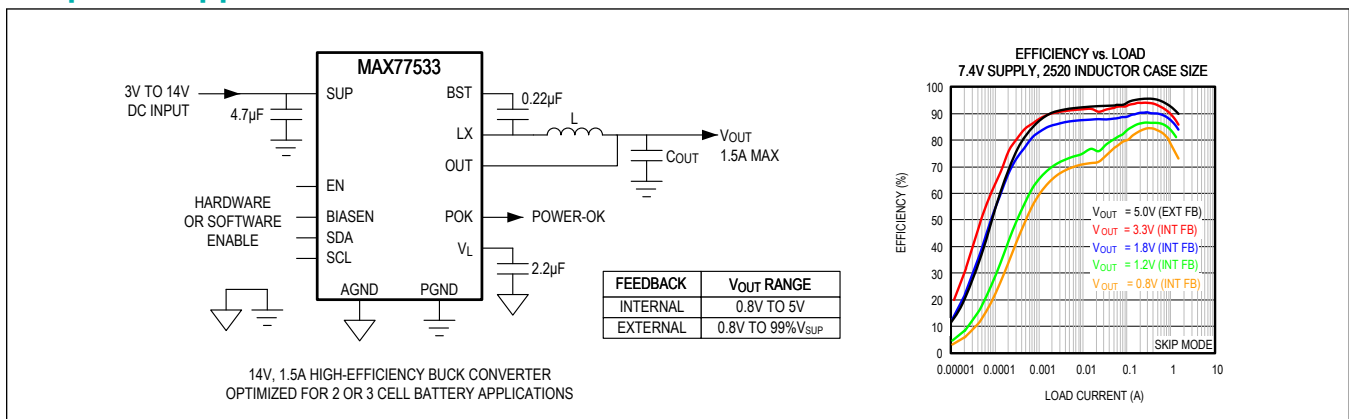 MAX77533
3V TO 14V
DC INPUT
4.7µF
SUP
BST
0.22µF
LX
L
OUT
COUT
VOUT
1.5A MAX
EN
HARDWARE
OR SOFTWARE
ENABLE
BIASEN
SDA
SCL
POK
POWER-OK
VL
2.2µF
AGND
PGND
FEEDBACK VOUT RANGE
INTERNAL 0.8V TO 5V
EXTERNAL 0.8V TO 99%VSUP
14V, 1.5A HIGH-EFFICIENCY BUCK CONVERTER
OPTIMIZED FOR 2 OR 3 CELL BATTERY APPLICATIONS
EFFICIENCY vs. LOAD
7.4V SUPPLY, 2520 INDUCTOR CASE SIZE
EFFICIENCY (%)
100
90
80
70
60
50
40
30
20
10
0
VOUT = 5.0V (EXT FB)
VOUT = 3.3V (INT FB)
VOUT = 1.8V (INT FB)
VOUT = 1.2V (INT FB)
VOUT = 0.8V (INT FB)
SKIP MODE
0.00001 0.0001 0.001 0.01 0.1 1 10
LOAD CURRENT (A)